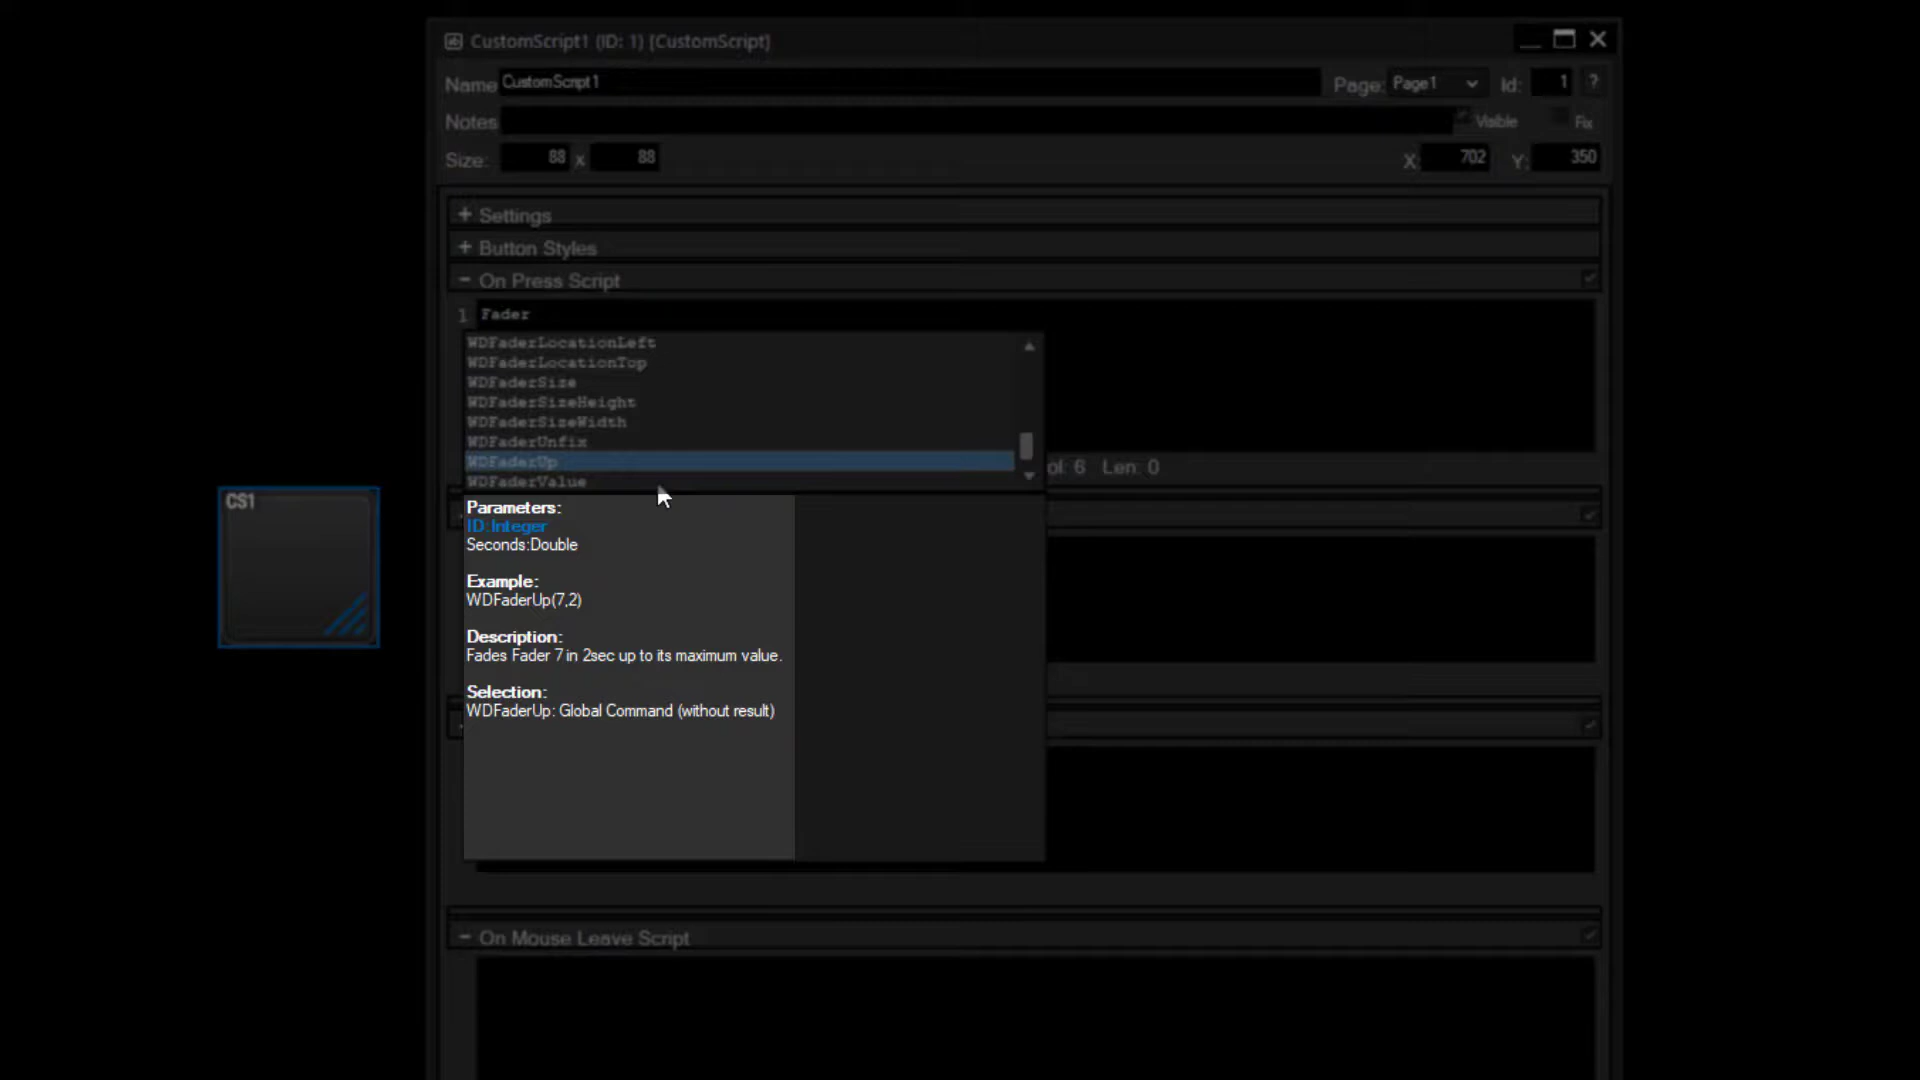 CustomScript1 (ID: 1) [CustomScript]
Name CustomScript1 Page: Page1 Id: 1 ?
Notes Visible Fix
Size: 88 x 88 X: 702 Y: 350
+ Settings
+ Button Styles
- On Press Script
1 Fader
WDFaderLocationLeft
WDFaderLocationTop
WDFaderSize
WDFaderSizeHeight
WDFaderSizeWidth
WDFaderUnfix
WDFaderUp
ol: 6 Len: 0
WDFaderValue
CS1
Parameters:
ID:Integer
Seconds:Double
Example:
WDFaderUp(7,2)
Description:
Fades Fader 7 in 2sec up to its maximum value.
Selection:
WDFaderUp: Global Command (without result)
- On Mouse Leave Script